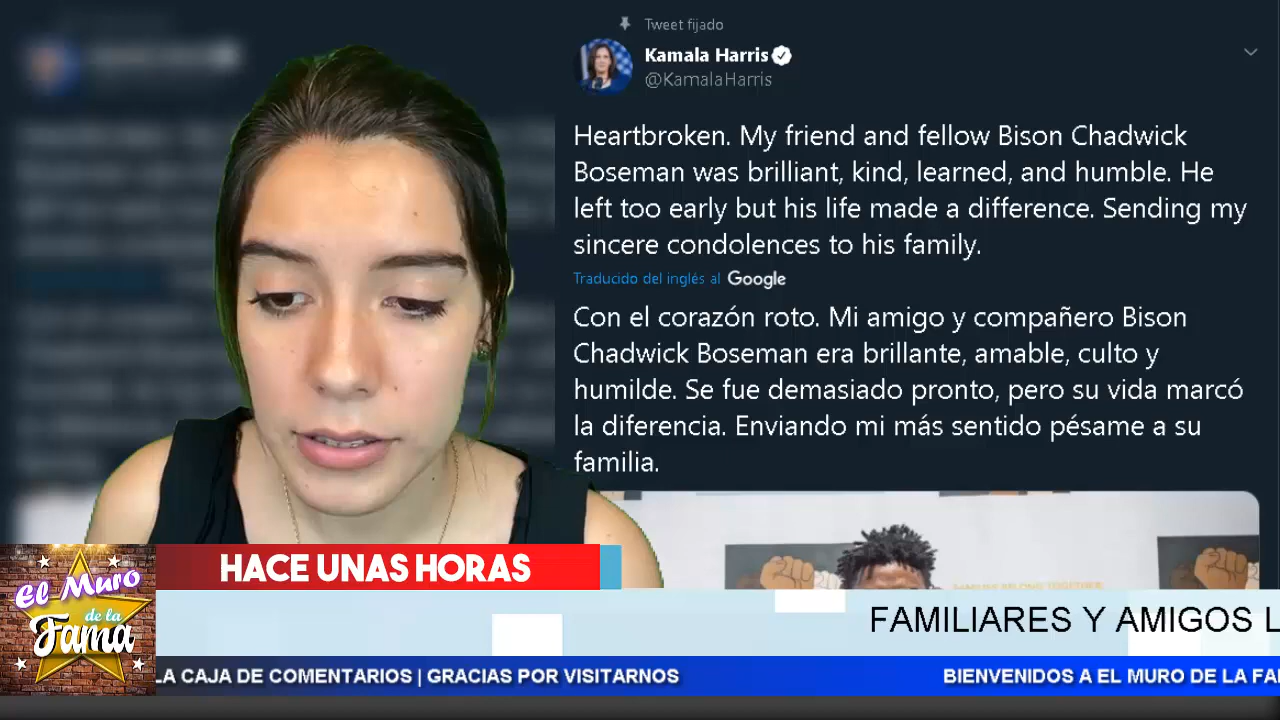 Tweet fijado
Kamala Harris
@KamalaHarris
Heartbroken. My friend and fellow Bison Chadwick
Boseman was brilliant, kind, learned, and humble. He
left too early but his life made a difference. Sending my
sincere condolences to his family.
Traducido del inglés al Google
Con el corazón roto. Mi amigo y compañero Bison
Chadwick Boseman era brillante, amable, culto y
humilde. Se fue demasiado pronto, pero su vida marcó
la diferencia. Enviando mi más sentido pésame a su
familia.
HACE UNAS HORAS
El Muro
de la
Fama
FAMILIARES Y AMIGOS L
LA CAJA DE COMENTARIOS | GRACIAS POR VISITARNOS
BIENVENIDOS A EL MURO DE LA FA